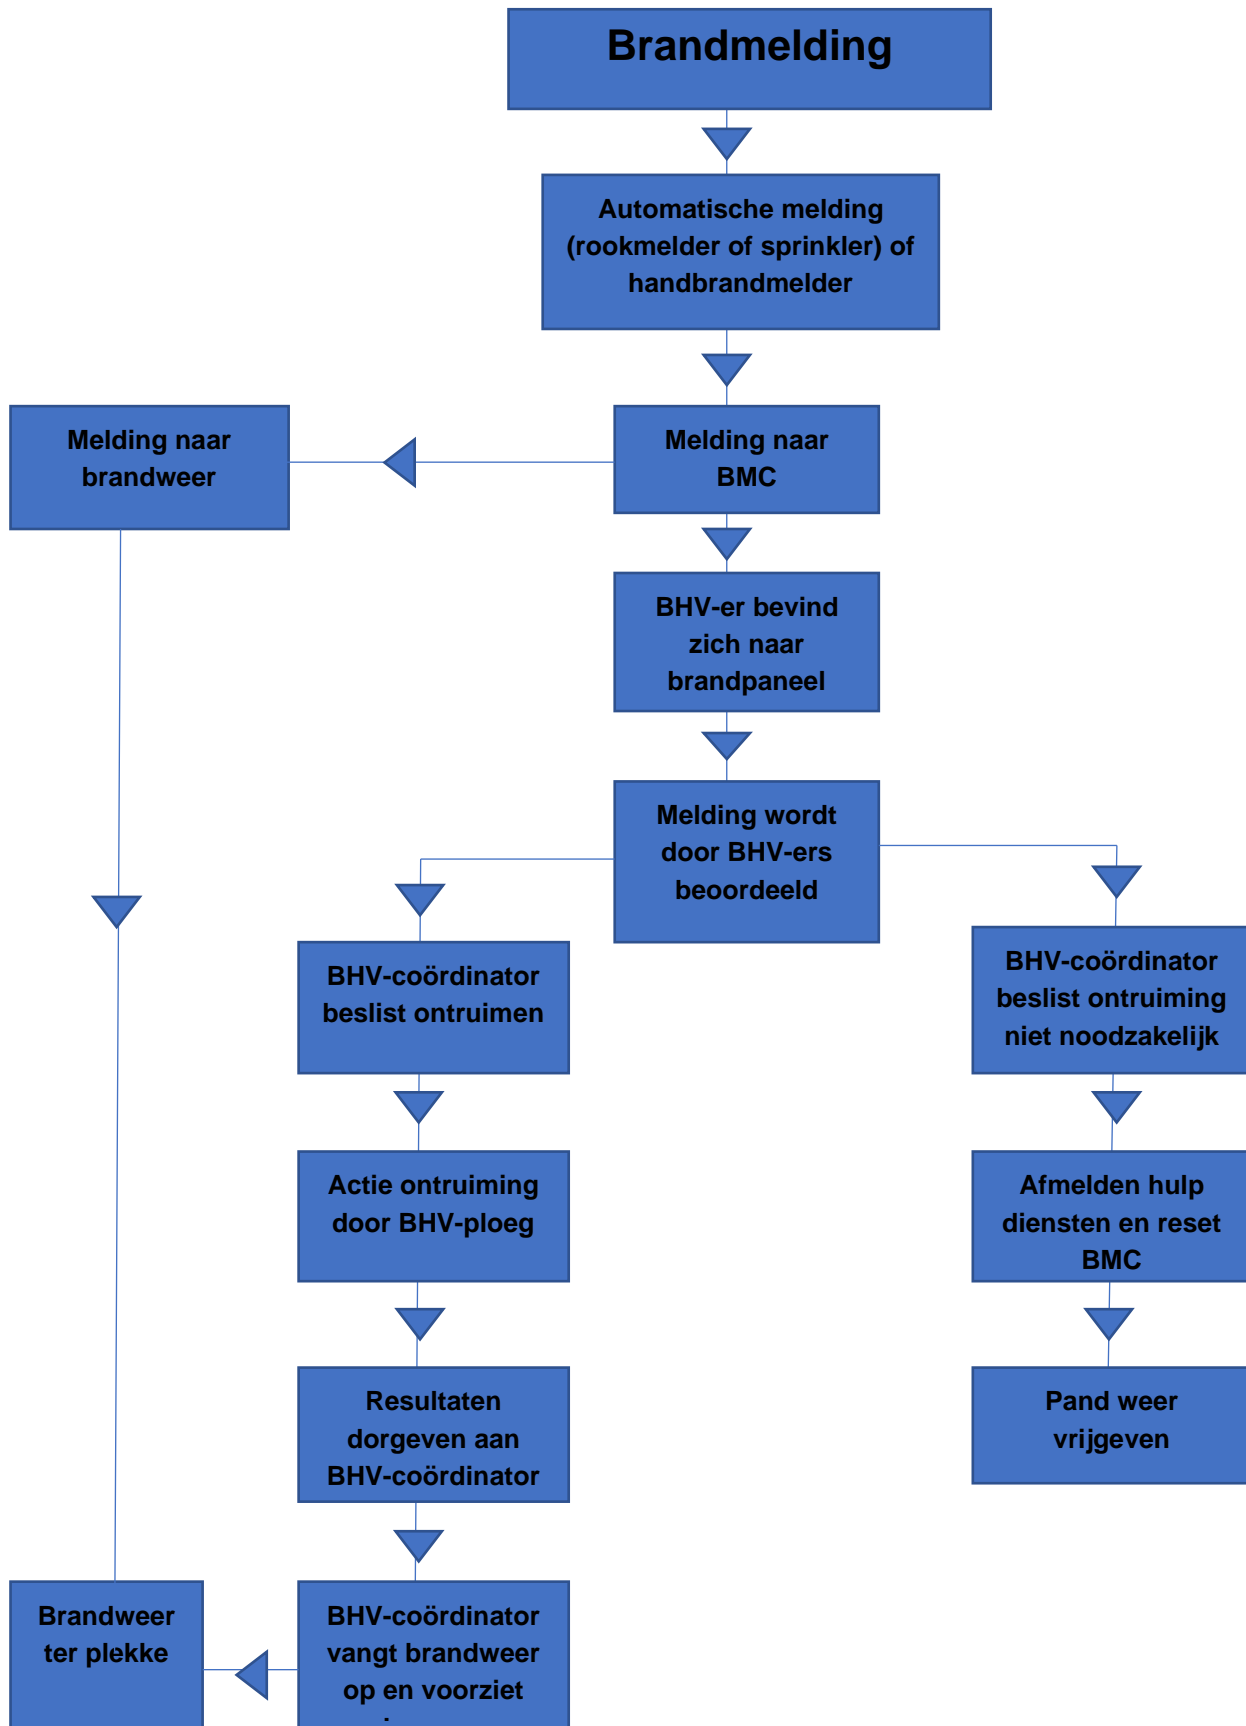 Brandmelding
Automatische melding
(rookmelder of sprinkler) of
handbrandmelder
Melding naar
brandweer
Melding naar
BMC
BHV-er bevind
zich naar
brandpaneel
Melding wordt
door BHV-ers
beoordeeld
BHV-coördinator
beslist ontruimen
BHV-coördinator
beslist ontruiming
niet noodzakelijk
Actie ontruiming
door BHV-ploeg
Afmelden hulp
diensten en reset
BMC
Resultaten
dorgeven aan
BHV-coördinator
Pand weer
vrijgeven
Brandweer
ter plekke
BHV-coördinator
vangt brandweer
op en voorziet